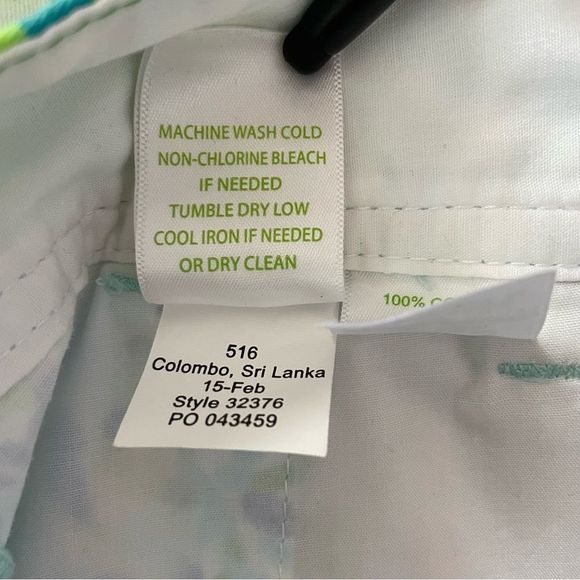 MACHINE WASH COLD
NON-CHLORINE BLEACH
IF NEEDED
TUMBLE DRY LOW
COOL IRON IF NEEDED
OR DRY CLEAN
100%
516
Colombo, Sri Lanka
15-Feb
Style 32376
PO 043459